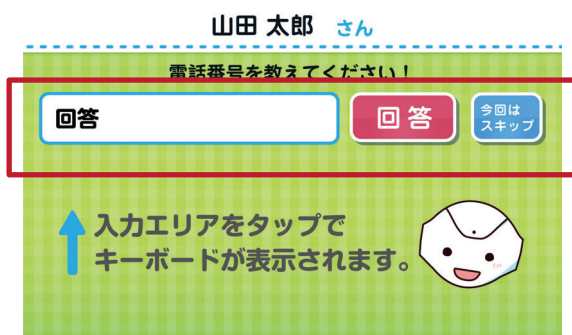 山田 太郎 さん
電話番号を教えてください!
回答
回答
今回は
スキップ
入力エリアをタップで
キーボードが表示されます。